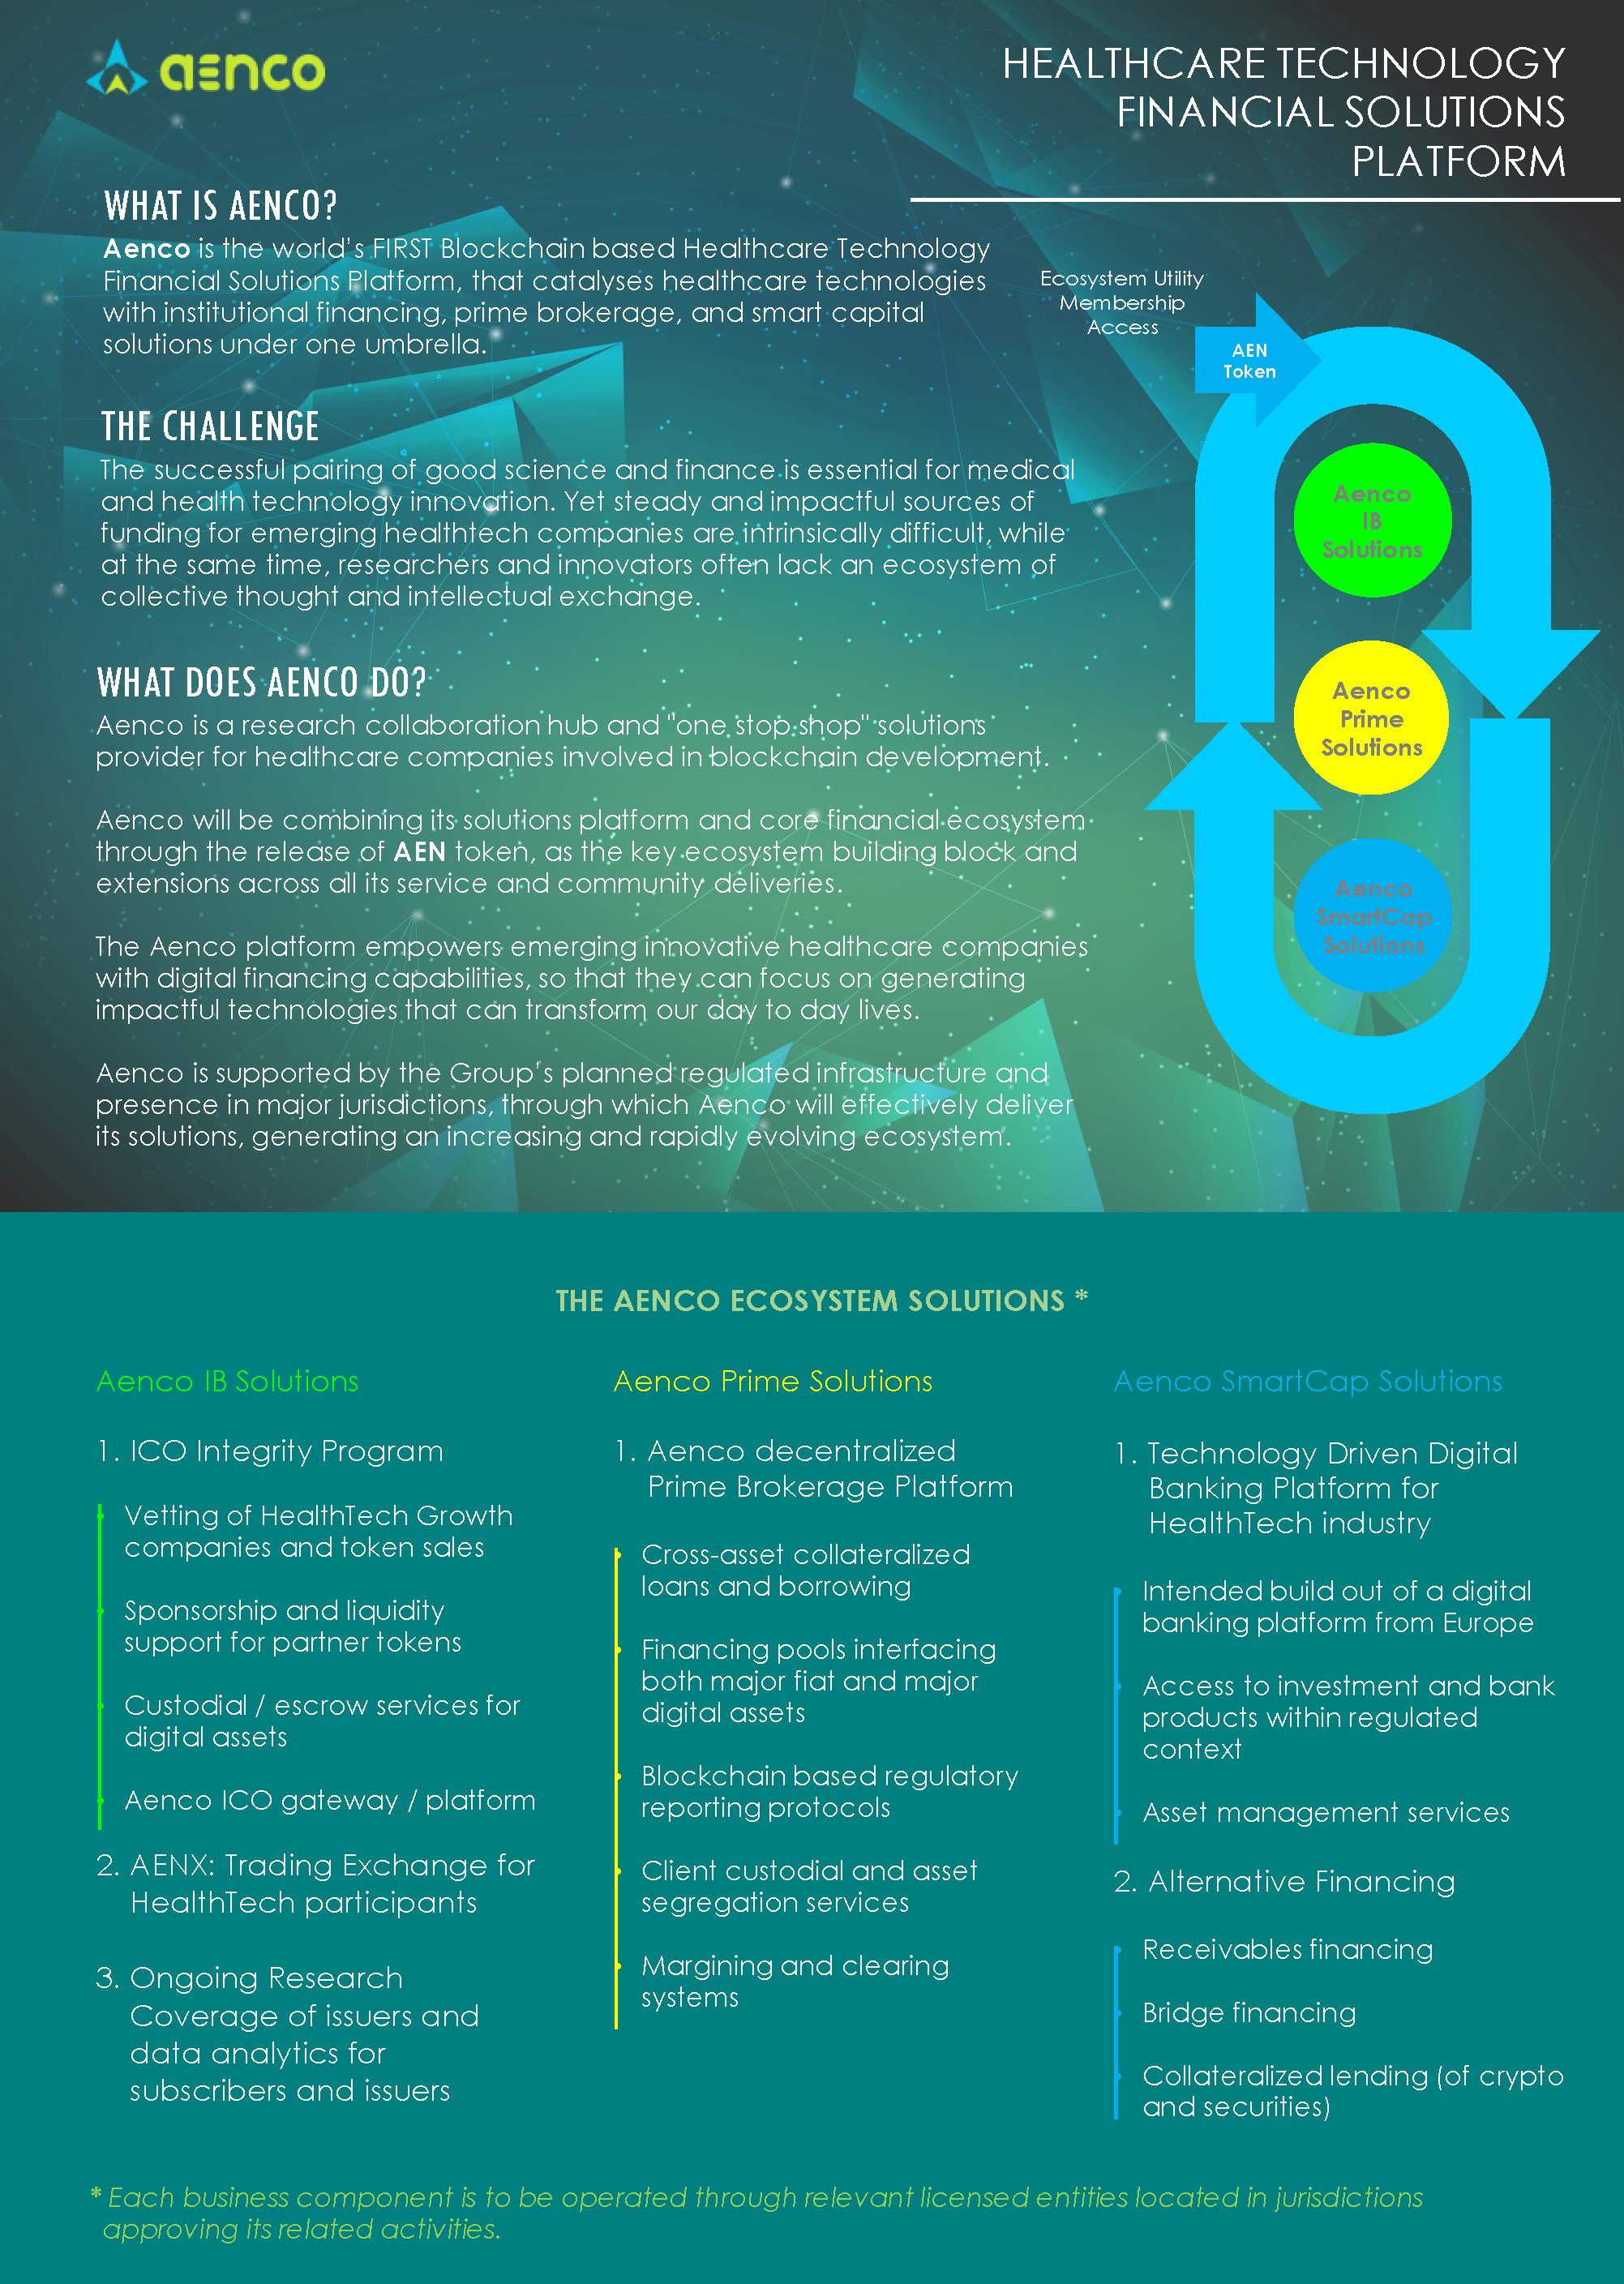 aenco
HEALTHCARE TECHNOLOGY
FINANCIAL SOLUTIONS
PLATFORM
WHAT IS AENCO?
Aenco is the world's FIRST Blockchain based Healthcare Technology
Financial Solutions Platform, that catalyses healthcare technologies
with institutional financing, prime brokerage, and smart capital
solutions under one umbrella.
THE CHALLENGE
The successful pairing of good science and finance is essential for medical
and health technology innovation. Yet steady and impactful sources of
funding for emerging healthtech companies are intrinsically difficult, while
at the same time, researchers and innovators often lack an ecosystem of
collective thought and intellectual exchange.
WHAT DOES AENCO DO?
Aenco is a research collaboration hub and "one stop shop" solutions
provider for healthcare companies involved in blockchain development.
Aenco will be combining its solutions platform and core financial ecosystem
through the release of AEN token, as the key ecosystem building block and
extensions across all its service and community deliveries.
The Aenco platform empowers emerging innovative healthcare companies
with digital financing capabilities, so that they can focus on generating
impactful technologies that can transform our day to day lives.
Aenco is supported by the Group's planned regulated infrastructure and
presence in major jurisdictions, through which Aenco will effectively deliver
its solutions, generating an increasing and rapidly evolving ecosystem.
Ecosystem Utility
Membership
Access
AEN
Token
Aenco
IB
Solutions
Aenco
Prime
Solutions
Aenco
SmartCap
Solutions
THE AENCO ECOSYSTEM SOLUTIONS *
Aenco IB Solutions
1. ICO Integrity Program
Vetting of HealthTech Growth
companies and token sales
Sponsorship and liquidity
support for partner tokens
Custodial / escrow services for
digital assets
Aenco ICO gateway / platform
2. AENX: Trading Exchange for
HealthTech participants
3. Ongoing Research
Coverage of issuers and
data analytics for
subscribers and issuers
Aenco Prime Solutions
1. Aenco decentralized
Prime Brokerage Platform
Cross-asset collateralized
loans and borrowing
Financing pools interfacing
both major fiat and major
digital assets
Blockchain based regulatory
reporting protocols
Client custodial and asset
segregation services
Margining and clearing
systems
Aenco SmartCap Solutions
1. Technology Driven Digital
Banking Platform for
HealthTech industry
Intended build out of a digital
banking platform from Europe
Access to investment and bank
products within regulated
context
Asset management services
2. Alternative Financing
Receivables financing
Bridge financing
Collateralized lending (of crypto
and securities)
* Each business component is to be operated through relevant licensed entities located in jurisdictions
approving its related activities.